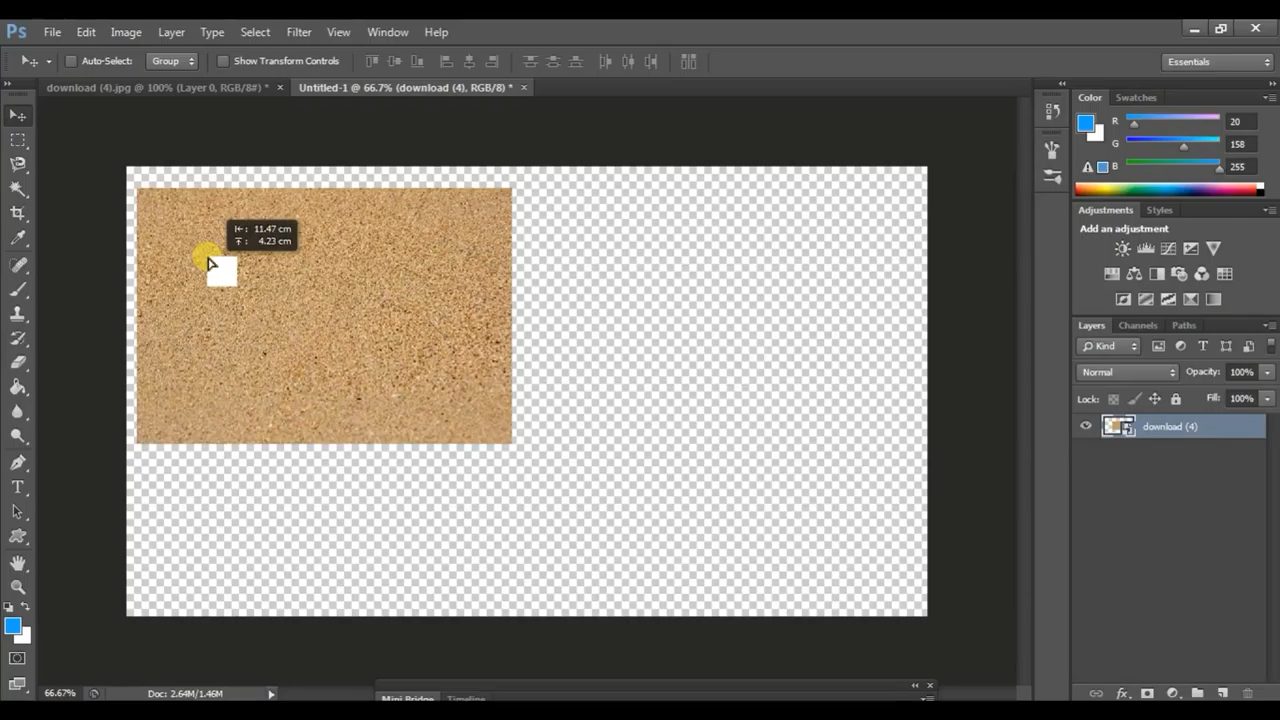 Ps File Edit Image Layer Type Select Filter View Window Help
Auto-Select: Group Show Transform Controls Essentials
download (4).jpg @ 100% (Layer 0, RGB/8#) * × Untitled-1 @ 66.7% (download (4), RGB/8) * ×
Color Swatches
R 20
G 158
B 255
Adjustments Styles
Add an adjustment
11.47 cm
4.23 cm
Layers Channels Paths
Kind
Normal Opacity: 100%
Lock: Fill: 100%
download (4)
T
66.67% Doc: 2.64M/1.46M
Mini Bridge Timeline